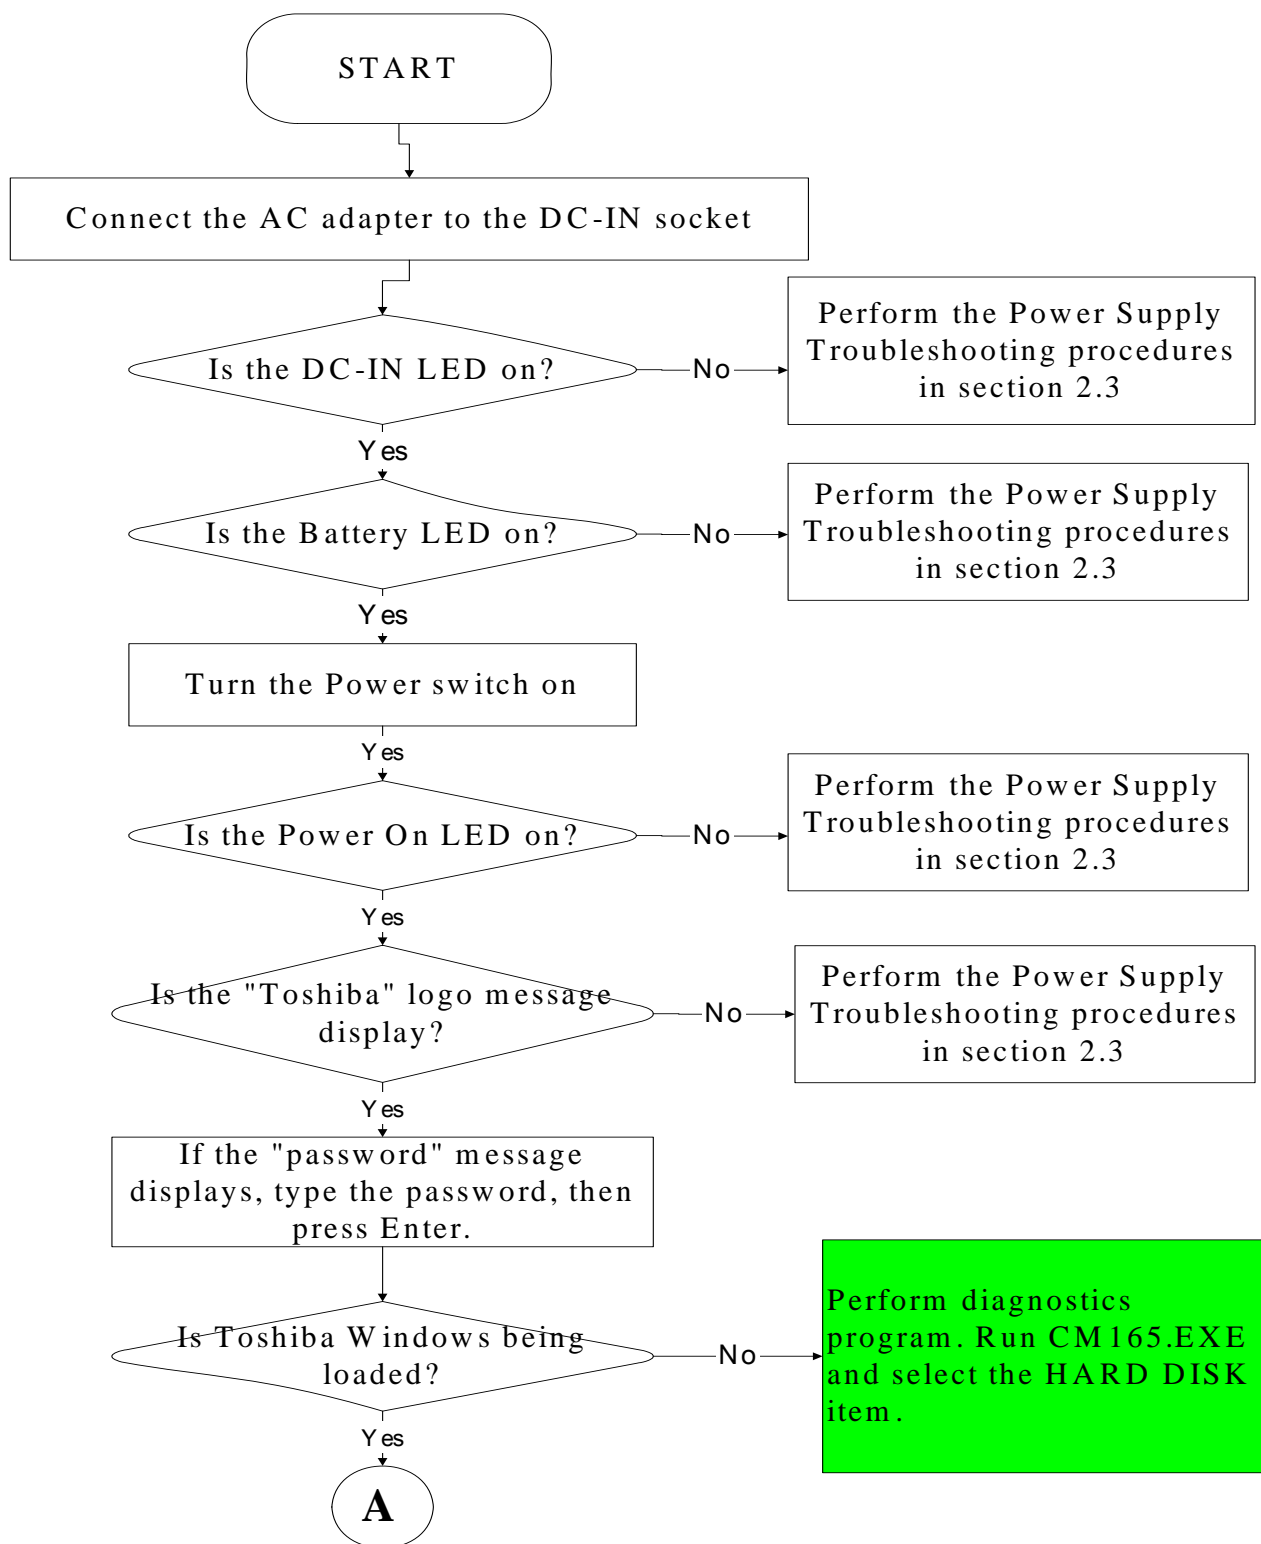 START
Connect the AC adapter to the DC-IN socket
Is the DC-IN LED on?
No
Perform the Power Supply
Troubleshooting procedures
in section 2.3
Yes
Is the Battery LED on?
No
Perform the Power Supply
Troubleshooting procedures
in section 2.3
Yes
Turn the Power switch on
Yes
Is the Power On LED on?
No
Perform the Power Supply
Troubleshooting procedures
in section 2.3
Yes
Is the "Toshiba" logo message
display?
No
Perform the Power Supply
Troubleshooting procedures
in section 2.3
Yes
If the "password" message
displays, type the password, then
press Enter.
Is Toshiba Windows being
loaded?
No
Perform diagnostics
program. Run CM165.EXE
and select the HARD DISK
item.
Yes
A